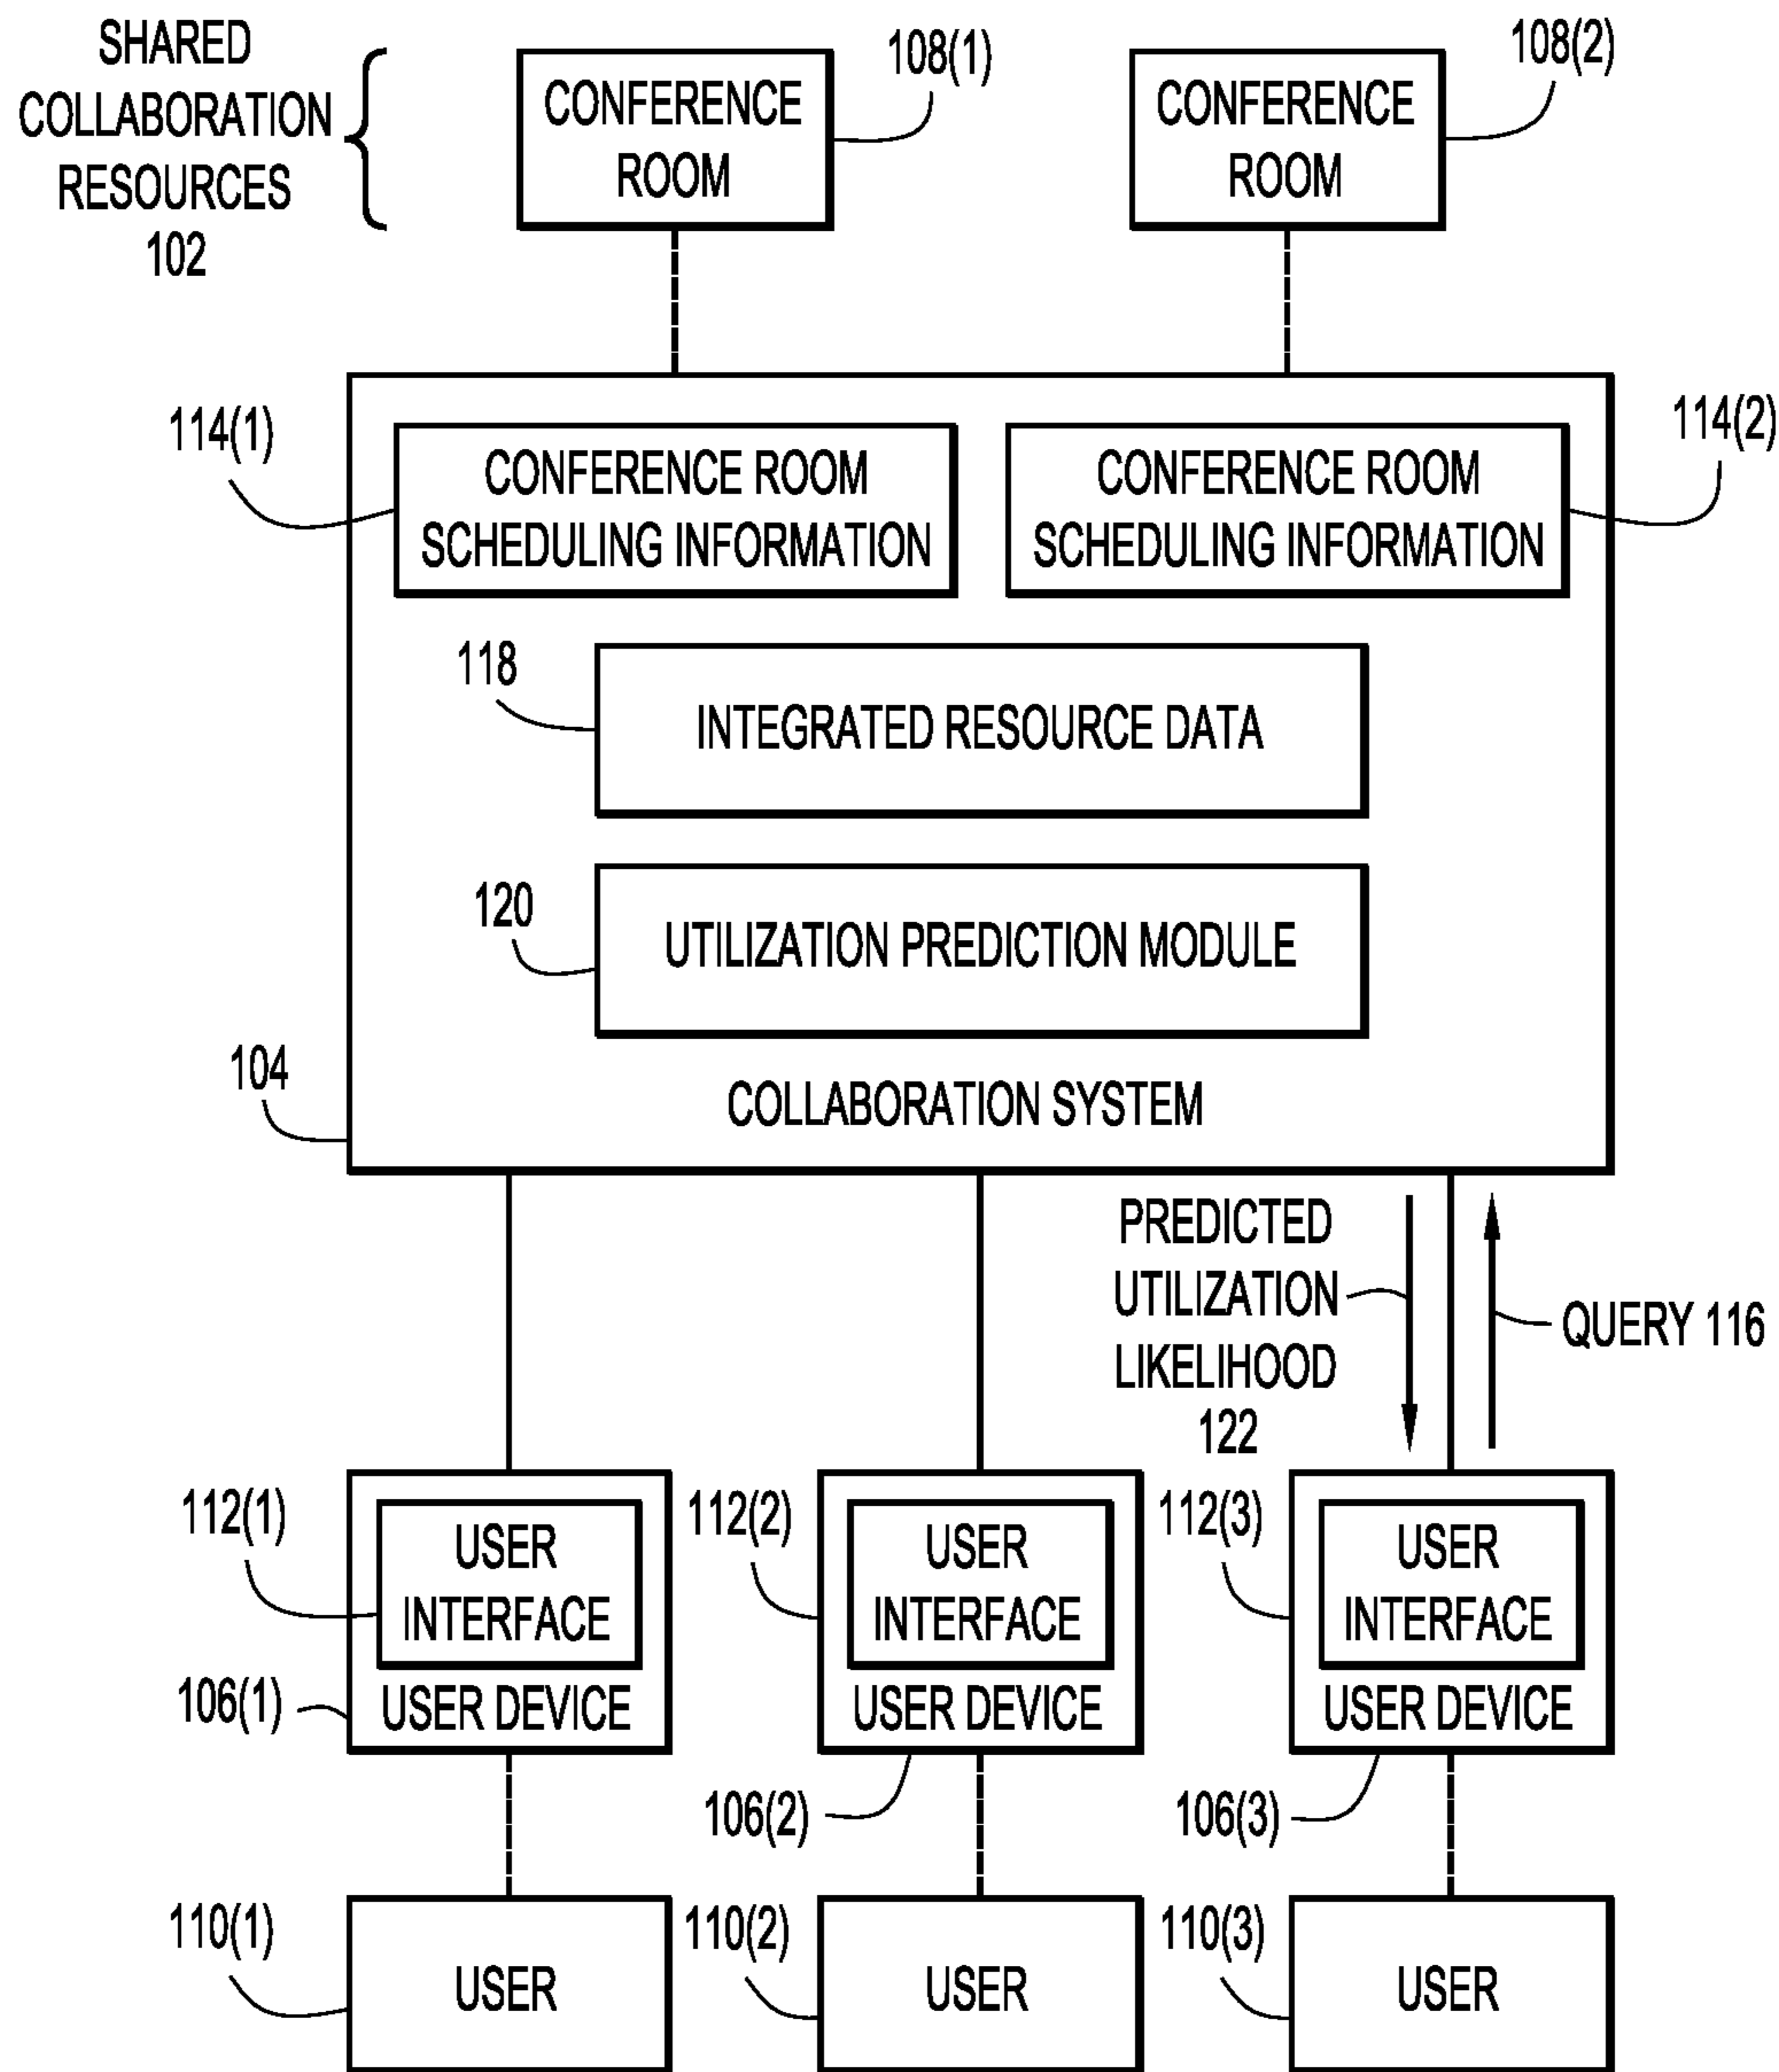 SHARED
COLLABORATION
RESOURCES
102
CONFERENCE
ROOM
108(1)
CONFERENCE
ROOM
108(2)
114(1)
CONFERENCE ROOM
SCHEDULING INFORMATION
CONFERENCE ROOM
SCHEDULING INFORMATION
114(2)
118
INTEGRATED RESOURCE DATA
120
UTILIZATION PREDICTION MODULE
104
COLLABORATION SYSTEM
PREDICTED
UTILIZATION
LIKELIHOOD
122
QUERY 116
112(1)
USER
INTERFACE
USER DEVICE
106(1)
112(2)
USER
INTERFACE
USER DEVICE
106(2)
112(3)
USER
INTERFACE
USER DEVICE
106(3)
110(1)
USER
110(2)
USER
110(3)
USER